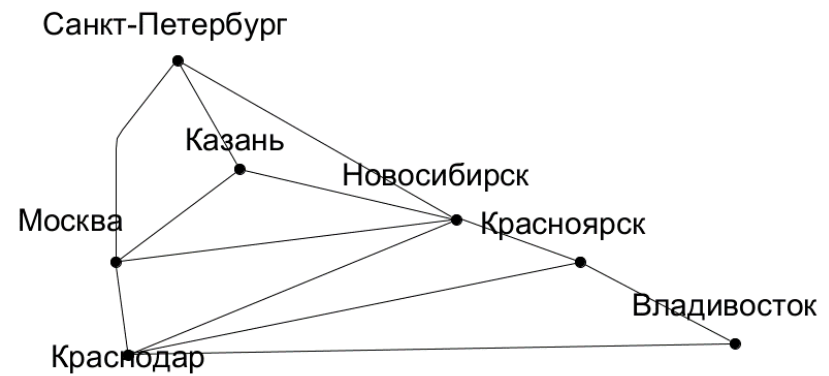 Санкт-Петербург
Казань
Новосибирск
Москва
Красноярск
Владивосток
Краснодар